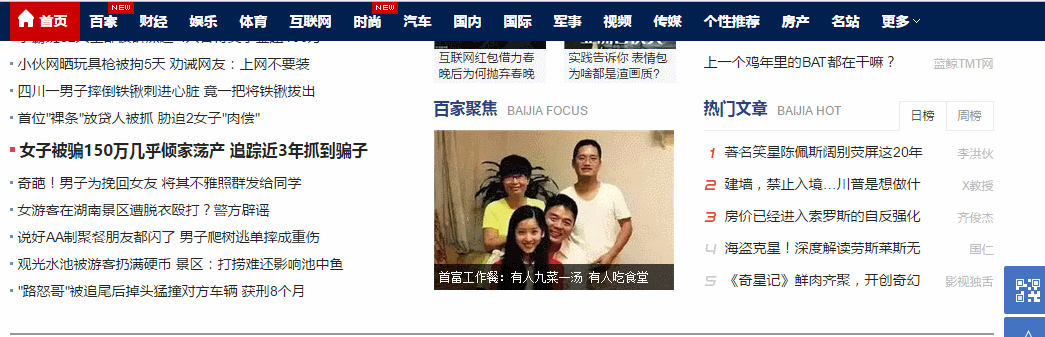 首页 百家 NEW 财经 娱乐 体育 互联网 时尚 NEW 汽车 国内 国际 军事 视频 传媒 个性推荐 房产 名站 更多
小伙网晒玩具枪被拘5天 劝诫网友：上网不要装
四川一男子摔倒铁锹刺进心脏 竟一把将铁锹拔出
首位"裸条"放贷人被抓 胁迫2女子"肉偿"
女子被骗150万几乎倾家荡产 追踪近3年抓到骗子
奇葩！男子为挽回女友 将其不雅照群发给同学
女游客在湖南景区遭脱衣殴打？警方辟谣
说好AA制聚餐朋友都闪了 男子爬树逃单摔成重伤
观光水池被游客扔满硬币 景区：打捞难还影响池中鱼
"路怒哥"被追尾后掉头猛撞对方车辆 获刑8个月
互联网红包借力春
晚后为何抛弃春晚
实践告诉你 表情包
为啥都是渣画质？
百家聚焦 BAIJIA FOCUS
首富工作餐：有人九菜一汤 有人吃食堂
上一个鸡年里的BAT都在干嘛？ 蓝鲸TMT网
热门文章 BAIJIA HOT 日榜 周榜
1 著名笑星陈佩斯阔别荧屏这20年 李洪伙
2 建墙，禁止入境…川普是想做什 X教授
3 房价已经进入索罗斯的自反强化 齐俊杰
4 海盗克星！深度解读劳斯莱斯无 国仁
5 《奇星记》鲜肉齐聚，开创奇幻 影视独舌